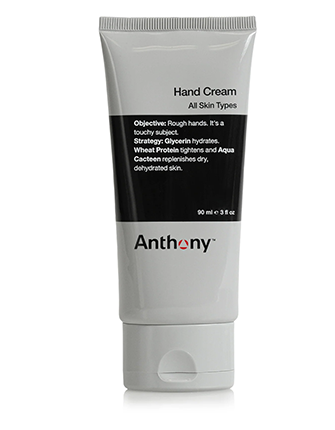 Hand Cream
All Skin Types
Objective: Rough hands. It's a
touchy subject.
Strategy: Glycerin hydrates.
Wheat Protein tightens and Aqua
Cacteen replenishes dry,
dehydrated skin.
90 ml e 3 fl oz
Anthony™